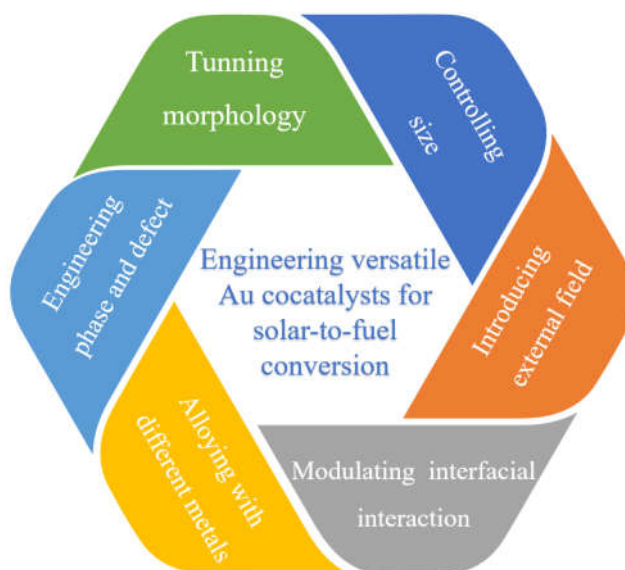 Tunning
morphology
Controlling
size
Introducing
external field
Modulating interfacial
interaction
Alloying with
different metals
Engineering
phase and defect
Engineering versatile
Au cocatalysts for
solar-to-fuel
conversion